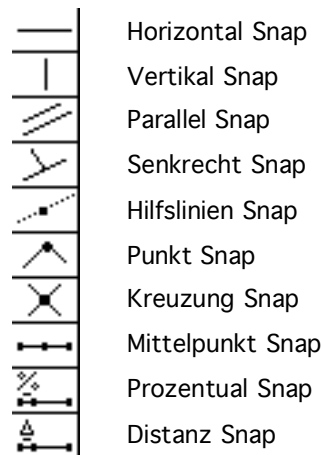 Horizontal Snap
Vertikal Snap
Parallel Snap
Senkrecht Snap
Hilfslinien Snap
Punkt Snap
Kreuzung Snap
Mittelpunkt Snap
% Prozentual Snap
Distanz Snap